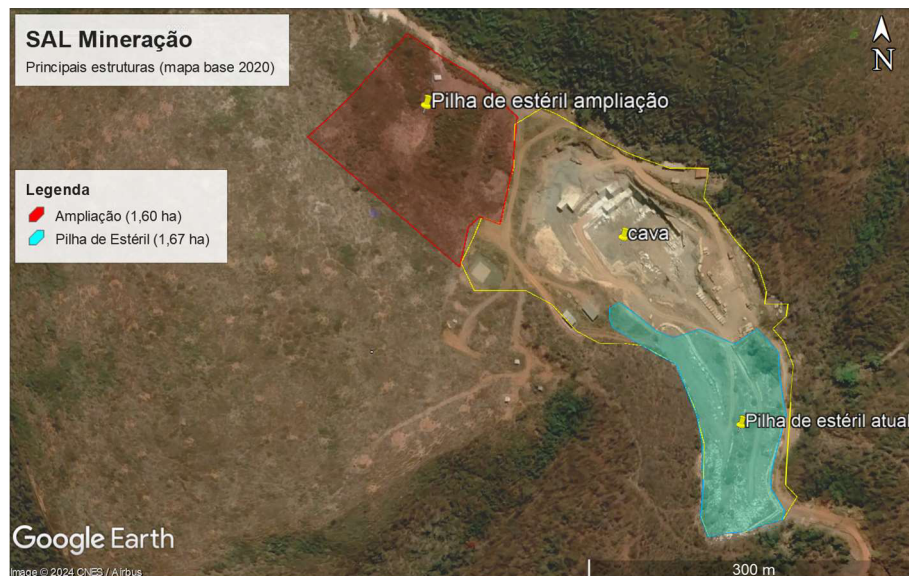 SAL Mineração
Principais estruturas (mapa base 2020)
N
Pilha de estéril ampliação
Legenda
Ampliação (1,60 ha)
Pilha de Estéril (1,67 ha)
cava
Pilha de estéril atual
Google Earth
Image © 2024 CNES / Airbus
300 m